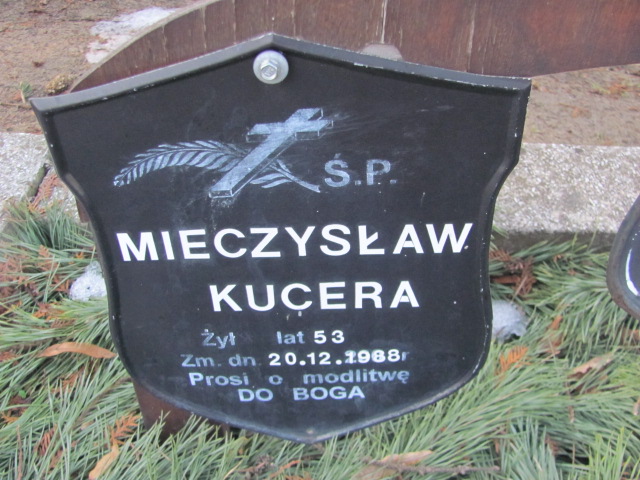 Ś.P.
MIECZYSŁAW
KUCERA
Żył lat 53
Zm. dn. 20.12.1988r
Prosi o modlitwę
DO BOGA